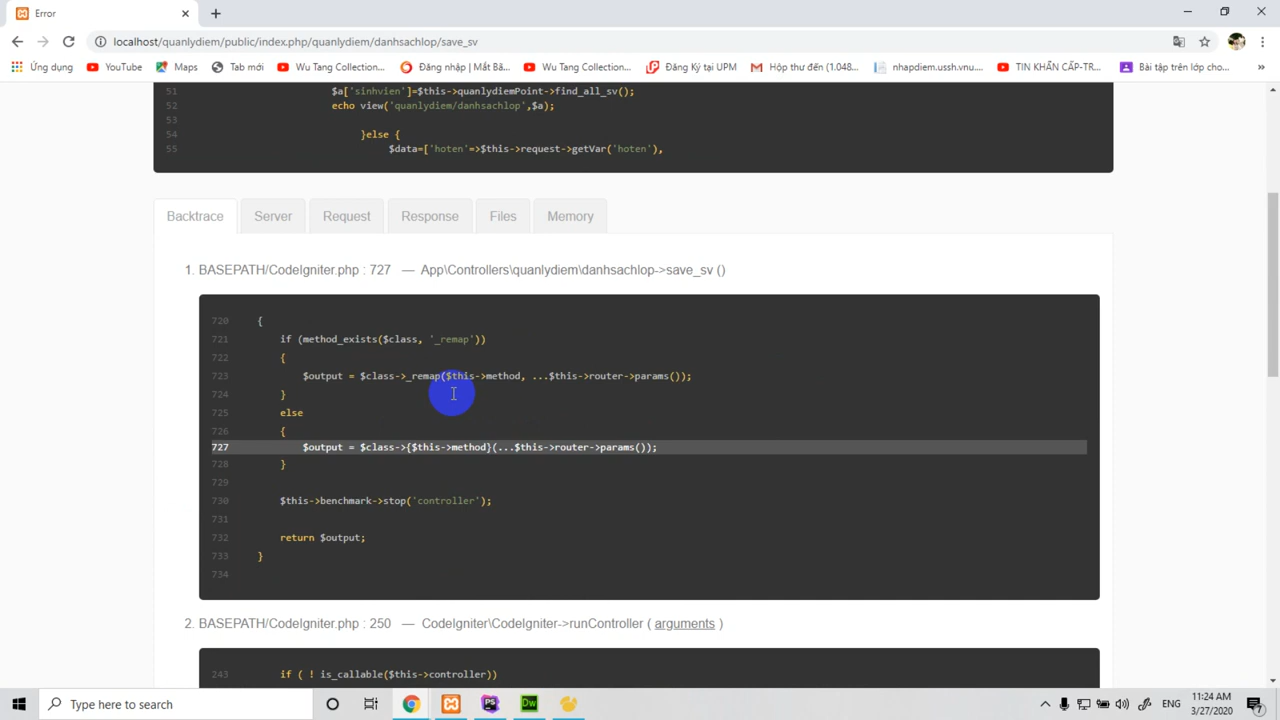 Error
localhost/quanlydiem/public/index.php/quanlydiem/danhsachlop/save_sv
Ứng dụng YouTube Maps Tab mới Wu Tang Collection... Đăng nhập | Mắt Bã... Wu Tang Collection... Đăng Ký tại UPM Hộp thư đến (1.048... nhapdiem.ussh.vnu.... TIN KHẨN CẤP-TR... Bài tập trên lớp cho... »
51 $a['sinhvien']=$this->quanlydiemPoint->find_all_sv();
52 echo view('quanlydiem/danhsachlop',$a);
53
54 }else {
55 $data=['hoten'=>$this->request->getVar('hoten'),
Backtrace Server Request Response Files Memory
1. BASEPATH/CodeIgniter.php : 727 — App\Controllers\quanlydiem\danhsachlop->save_sv ()
720 {
721 if (method_exists($class, '_remap'))
722 {
723 $output = $class->_remap($this->method, ...$this->router->params());
724 }
725 else
726 {
727 $output = $class->{$this->method}(...$this->router->params());
728 }
729
730 $this->benchmark->stop('controller');
731
732 return $output;
733 }
734
2. BASEPATH/CodeIgniter.php : 250 — CodeIgniter\CodeIgniter->runController ( arguments )
243 if ( ! is_callable($this->controller))
Type here to search
PS
Dw
ENG
11:24 AM
3/27/2020
7